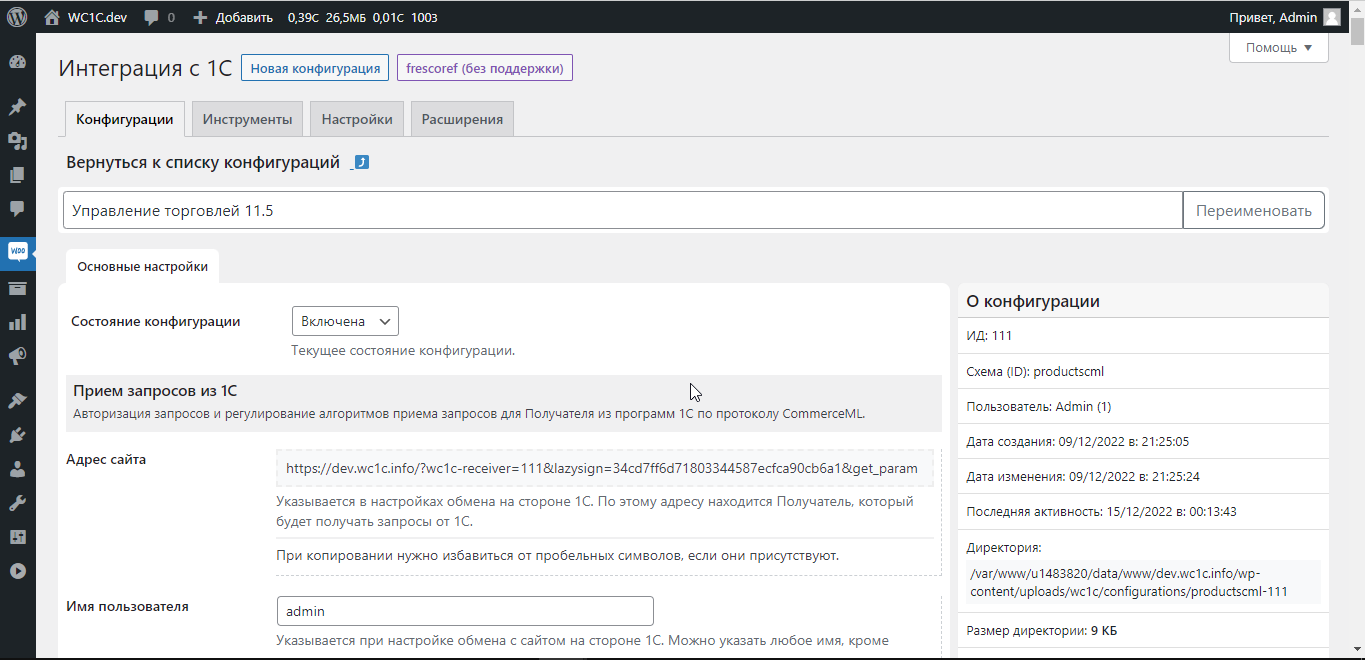 WC1C.dev 0 Добавить 0,39С 26,5МБ 0,01С 1003 Привет, Admin
Помощь
Интеграция с 1С Новая конфигурация frescoref (без поддержки)
Конфигурации Инструменты Настройки Расширения
Вернуться к списку конфигураций
Управление торговлей 11.5 Переименовать
Основные настройки
Состояние конфигурации Включена
Текущее состояние конфигурации.
Прием запросов из 1С
Авторизация запросов и регулирование алгоритмов приема запросов для Получателя из программ 1С по протоколу CommerceML.
Адрес сайта
https://dev.wc1c.info/?wc1c-receiver=111&lazysign=34cd7ff6d71803344587ecfca90cb6a1&get_param
Указывается в настройках обмена на стороне 1С. По этому адресу находится Получатель, который
будет получать запросы от 1С.
При копировании нужно избавиться от пробельных символов, если они присутствуют.
Имя пользователя
admin
Указывается при настройке обмена с сайтом на стороне 1С. Можно указать любое имя, кроме
О конфигурации
ИД: 111
Схема (ID): productscml
Пользователь: Admin (1)
Дата создания: 09/12/2022 в: 21:25:05
Дата изменения: 09/12/2022 в: 21:25:24
Последняя активность: 15/12/2022 в: 00:13:43
Директория:
/var/www/u1483820/data/www/dev.wc1c.info/wp-
content/uploads/wc1c/configurations/productscml-111
Размер директории: 9 КБ